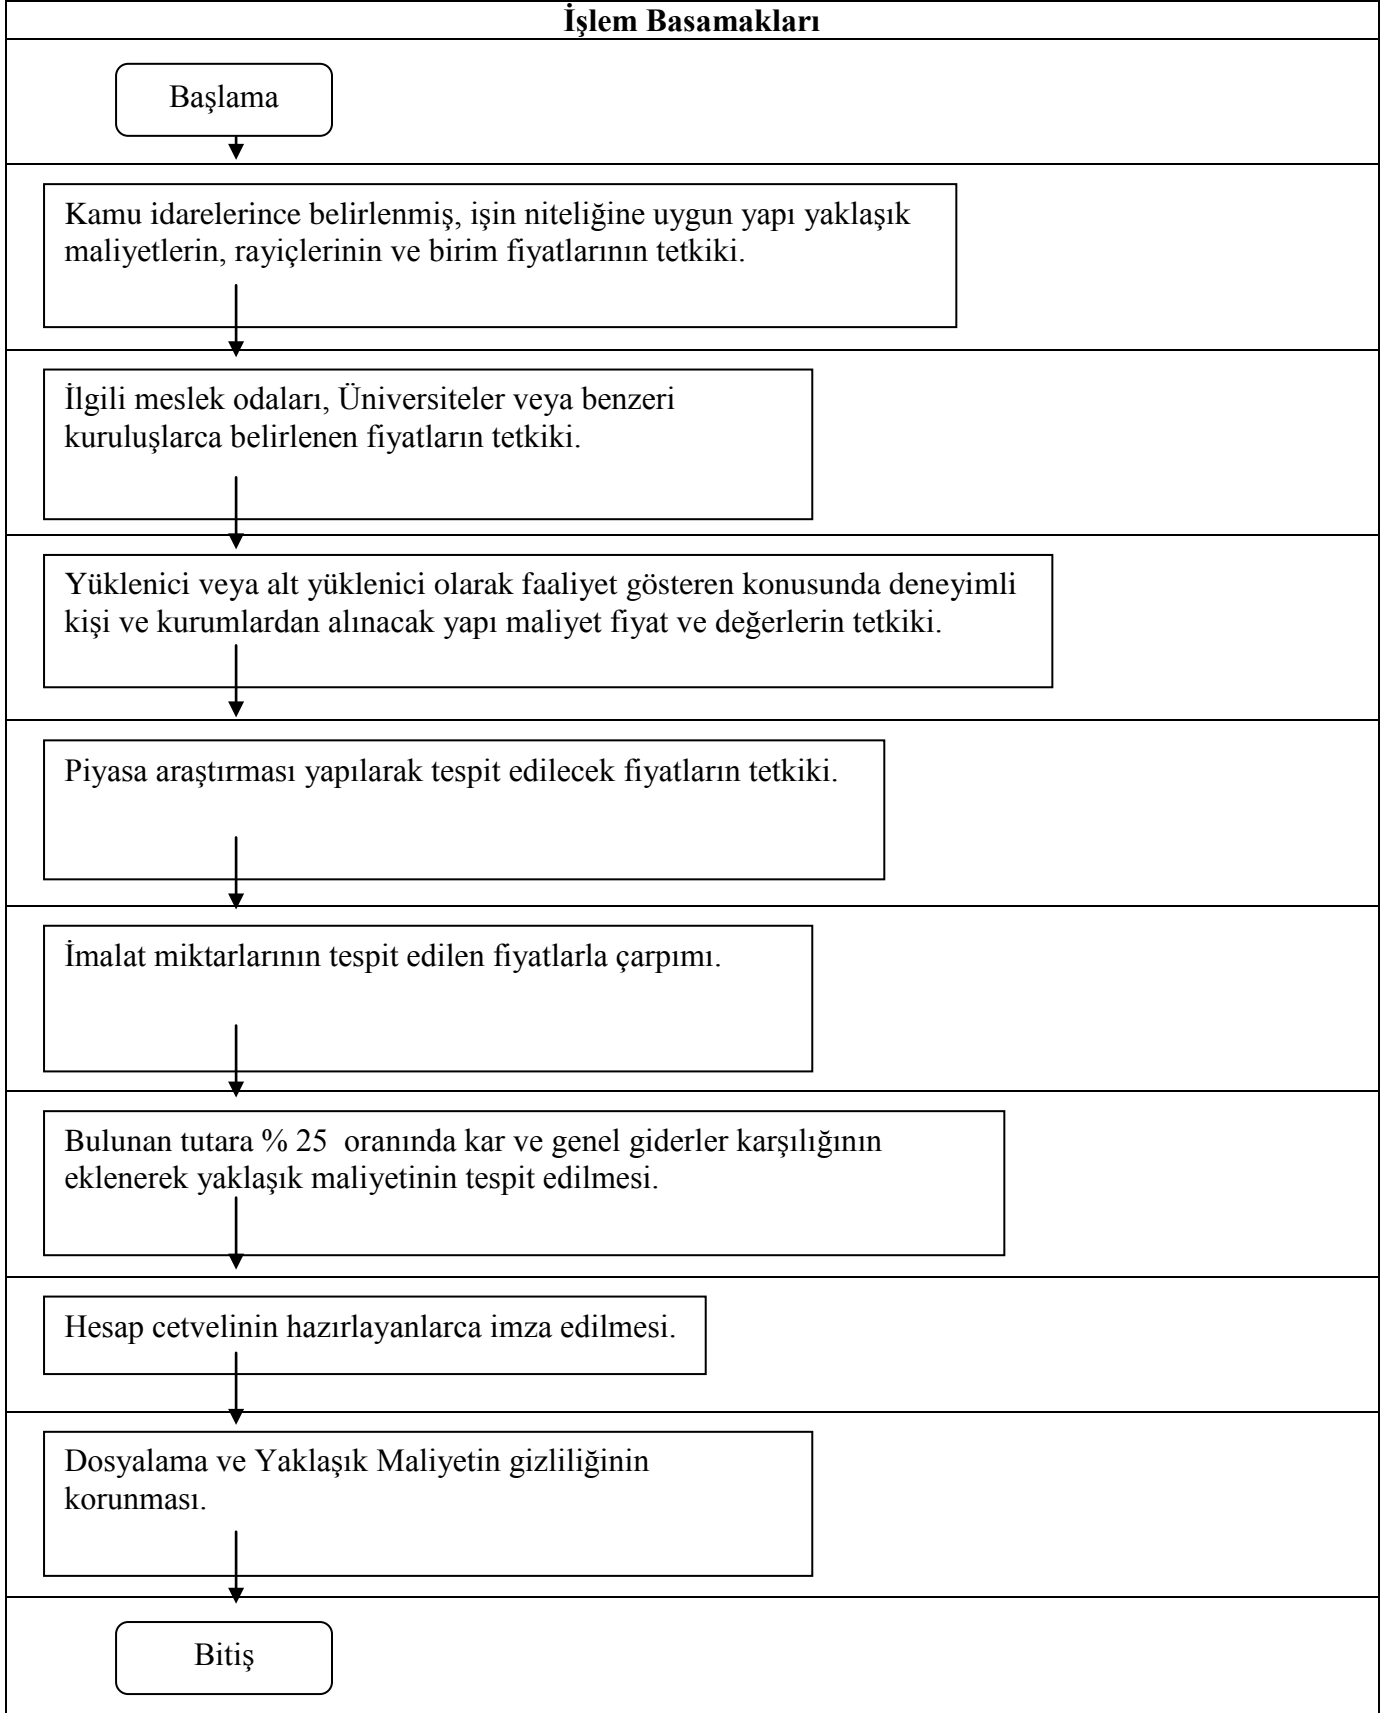 İşlem Basamakları
Başlama
Kamu idarelerince belirlenmiş, işin niteliğine uygun yapı yaklaşık
maliyetlerin, rayiçlerinin ve birim fiyatlarının tetkiki.
İlgili meslek odaları, Üniversiteler veya benzeri
kuruluşlarca belirlenen fiyatların tetkiki.
Yüklenici veya alt yüklenici olarak faaliyet gösteren konusunda deneyimli
kişi ve kurumlardan alınacak yapı maliyet fiyat ve değerlerin tetkiki.
Piyasa araştırması yapılarak tespit edilecek fiyatların tetkiki.
İmalat miktarlarının tespit edilen fiyatlarla çarpımı.
Bulunan tutara % 25  oranında kar ve genel giderler karşılığının
eklenerek yaklaşık maliyetinin tespit edilmesi.
Hesap cetvelinin hazırlayanlarca imza edilmesi.
Dosyalama ve Yaklaşık Maliyetin gizliliğinin
korunması.
Bitiş